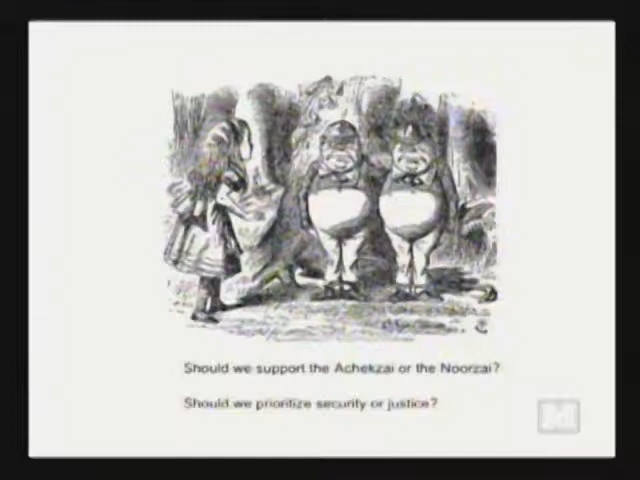 Should we support the Achekzai or the Noorzai?
Should we prioritize security or justice?